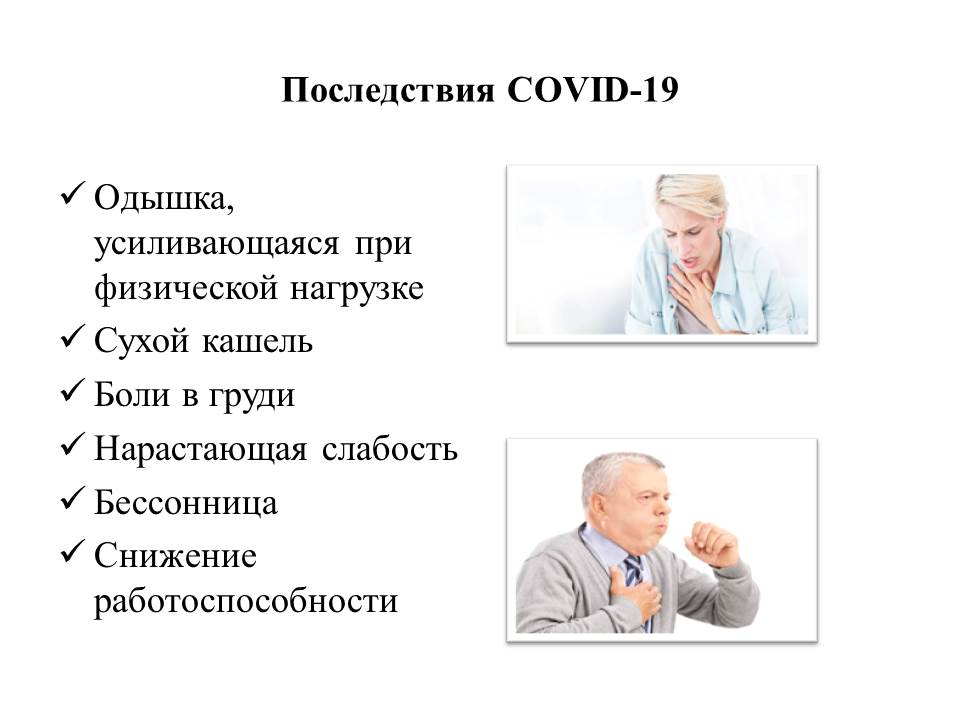 Последствия COVID-19
Одышка,
усиливающаяся при
физической нагрузке
Сухой кашель
Боли в груди
Нарастающая слабость
Бессонница
Снижение
работоспособности